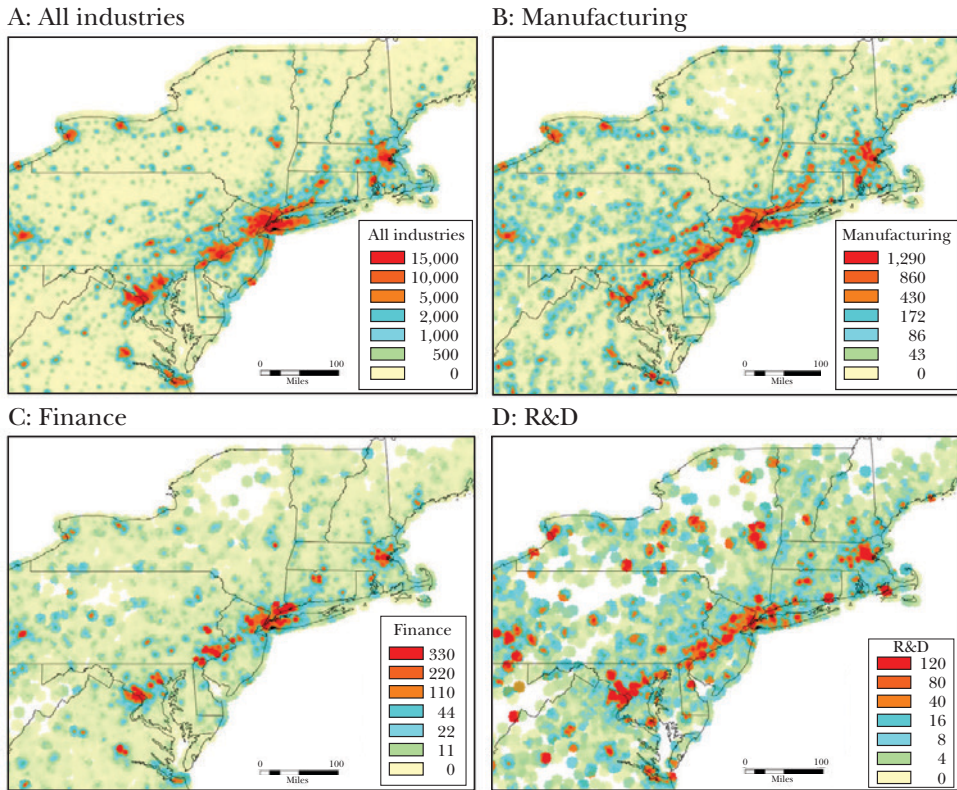 A: All industries
B: Manufacturing
All industries
15,000
10,000
5,000
2,000
1,000
500
0
0 100
Miles
Manufacturing
1,290
860
430
172
86
43
0
0 100
Miles
C: Finance
D: R&D
Finance
330
220
110
44
22
11
0
0 100
Miles
R&D
120
80
40
16
8
4
0
0 100
Miles